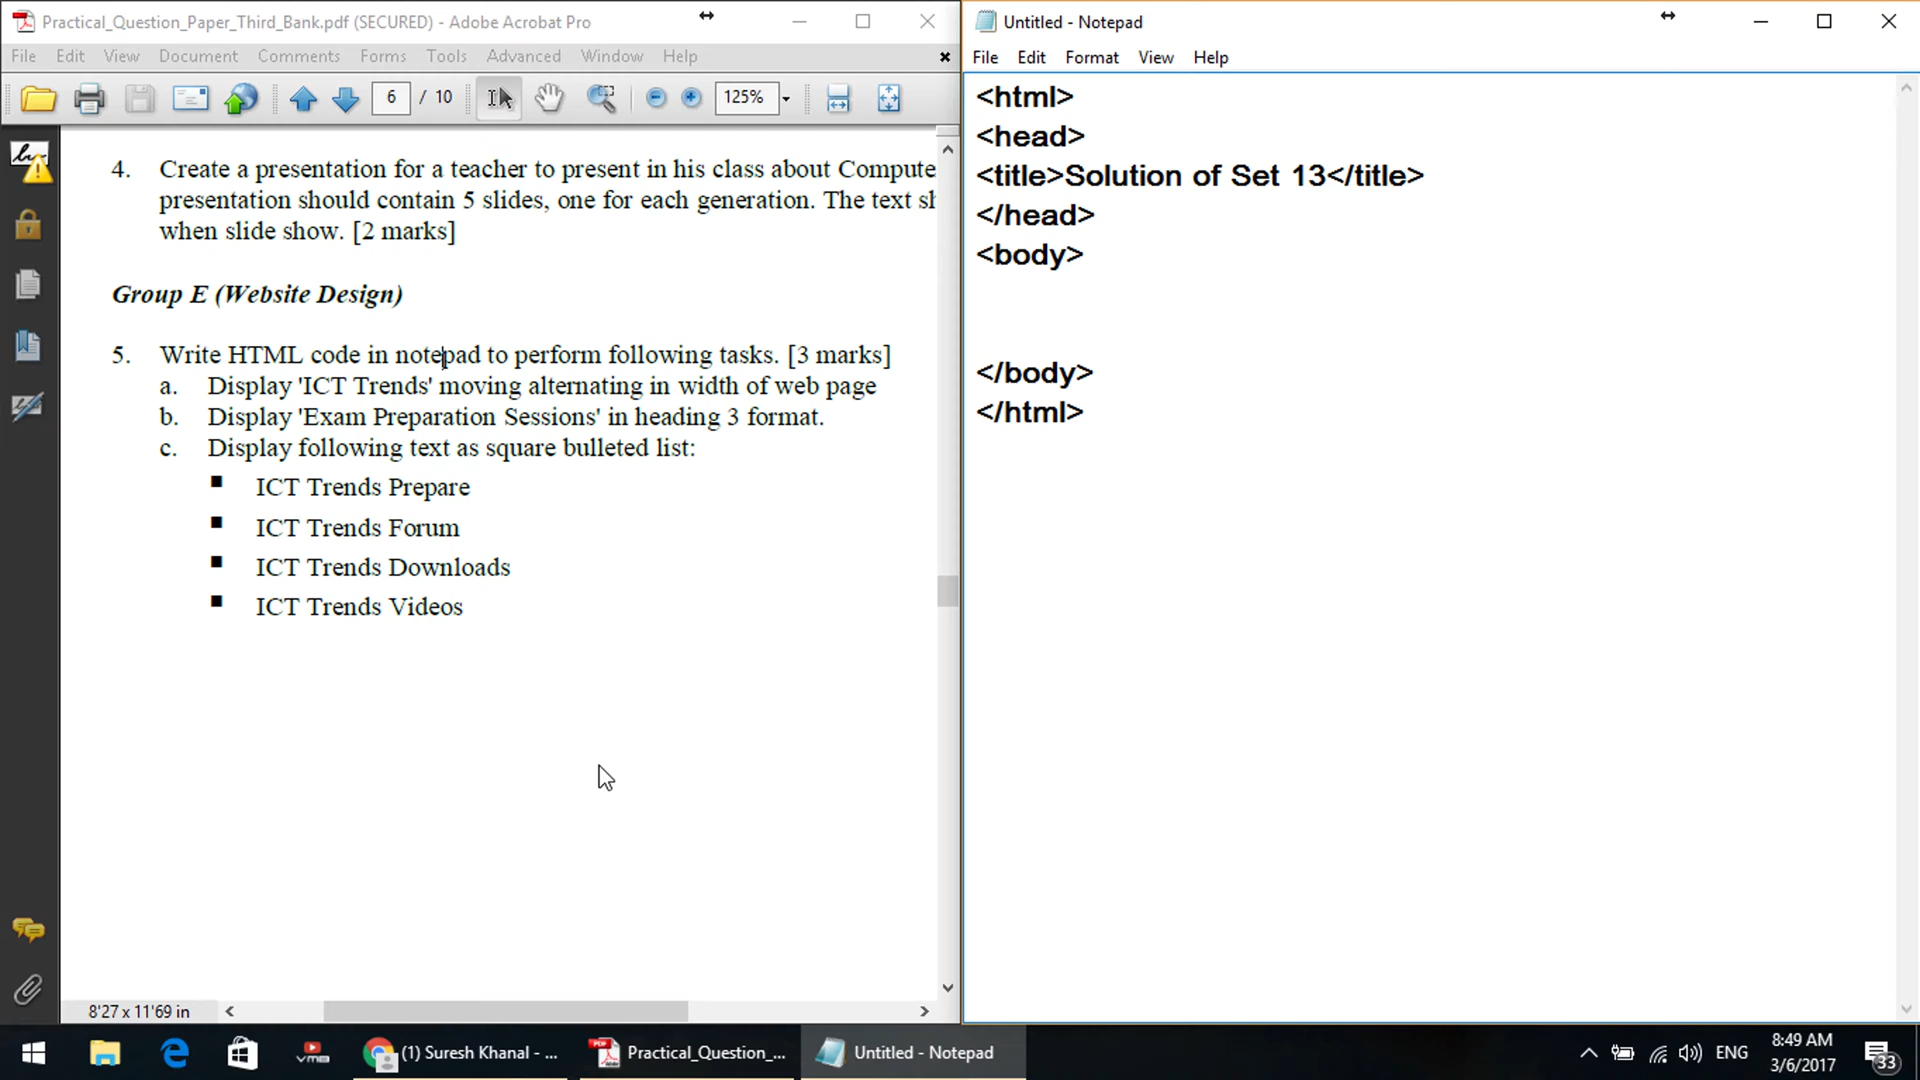 Practical_Question_Paper_Third_Bank.pdf (SECURED) - Adobe Acrobat Pro
File Edit View Document Comments Forms Tools Advanced Window Help
6 / 10 125%
4. Create a presentation for a teacher to present in his class about Compute
presentation should contain 5 slides, one for each generation. The text sh
when slide show. [2 marks]
Group E (Website Design)
5. Write HTML code in notepad to perform following tasks. [3 marks]
a. Display 'ICT Trends' moving alternating in width of web page
b. Display 'Exam Preparation Sessions' in heading 3 format.
c. Display following text as square bulleted list:
■ ICT Trends Prepare
■ ICT Trends Forum
■ ICT Trends Downloads
■ ICT Trends Videos
8'27 x 11'69 in
Untitled - Notepad
File Edit Format View Help
<html>
<head>
<title>Solution of Set 13</title>
</head>
<body>
</body>
</html>
(1) Suresh Khanal - ...
Practical_Question_...
Untitled - Notepad
ENG
8:49 AM
3/6/2017
33